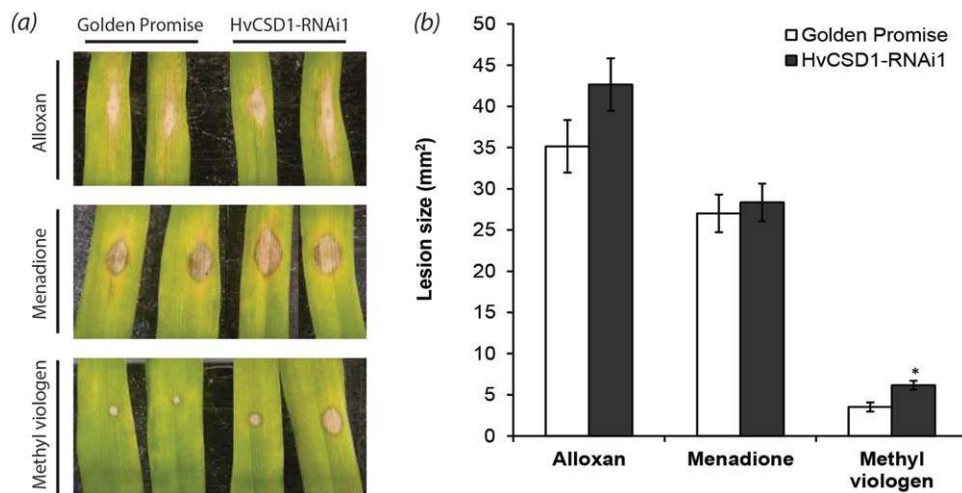 (a)
Golden Promise
HvCSD1-RNAi1
Alloxan
Menadione
Methyl viologen
(b)
Golden Promise
HvCSD1-RNAi1
Lesion size (mm²)
50
45
40
35
30
25
20
15
10
5
0
*
Alloxan
Menadione
Methyl
viologen